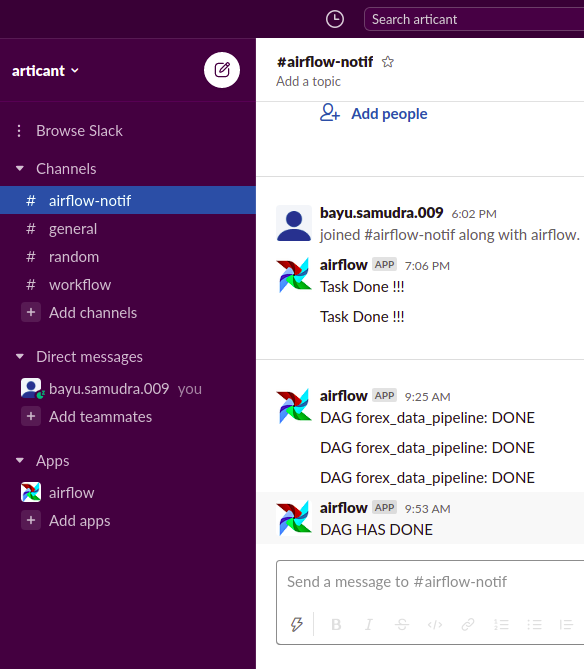 Search articant
articant
Browse Slack
Channels
# airflow-notif
# general
# random
# workflow
+ Add channels
Direct messages
bayu.samudra.009 you
+ Add teammates
Apps
airflow
+ Add apps
#airflow-notif
Add a topic
Add people
bayu.samudra.009 6:02 PM
joined #airflow-notif along with airflow.
airflow APP 7:06 PM
Task Done !!!
Task Done !!!
airflow APP 9:25 AM
DAG forex_data_pipeline: DONE
DAG forex_data_pipeline: DONE
DAG forex_data_pipeline: DONE
airflow APP 9:53 AM
DAG HAS DONE
Send a message to #airflow-notif
B I S </>